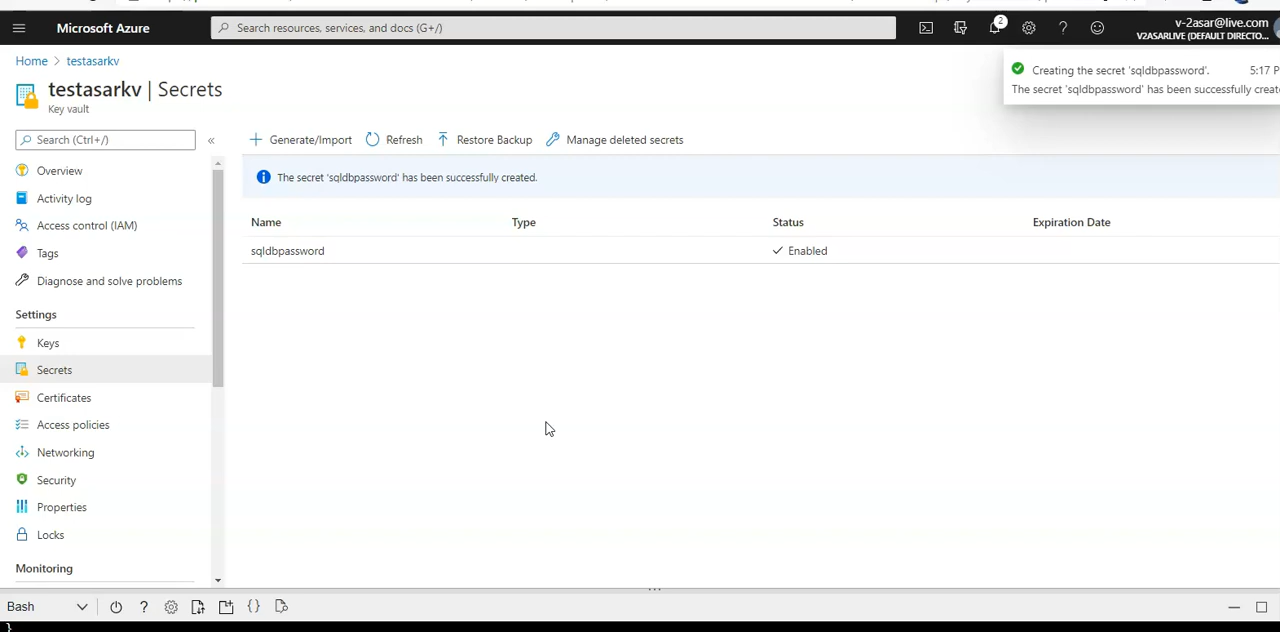 Microsoft Azure
Search resources, services, and docs (G+/)
2
v-2asar@live.com
V2ASARLIVE (DEFAULT DIRECTO...
Home > testasarkv
testasarkv | Secrets
Key vault
Creating the secret 'sqldbpassword'. 5:17 P
The secret 'sqldbpassword' has been successfully create
Search (Ctrl+/) «
Generate/Import Refresh Restore Backup Manage deleted secrets
The secret 'sqldbpassword' has been successfully created.
Name Type Status Expiration Date
sqldbpassword Enabled
Overview
Activity log
Access control (IAM)
Tags
Diagnose and solve problems
Settings
Keys
Secrets
Certificates
Access policies
Networking
Security
Properties
Locks
Monitoring
Bash ? { }
}